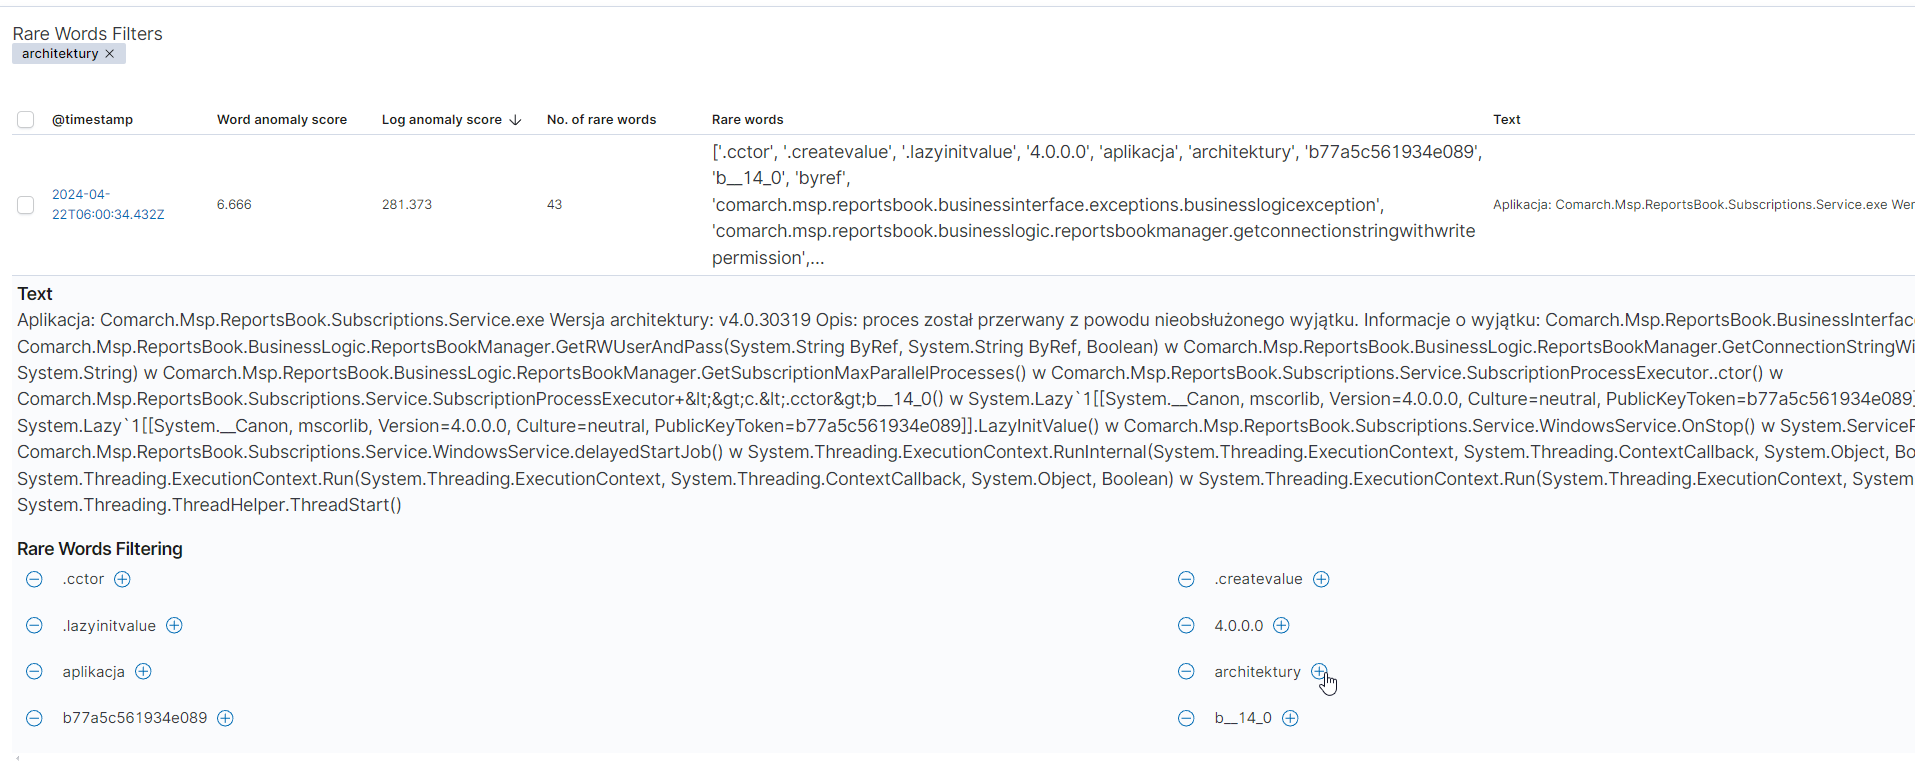 Rare Words Filters
architektury ×
@timestamp Word anomaly score Log anomaly score ↓ No. of rare words Rare words Text
2024-04-22T06:00:34.432Z
6.666 281.373 43
['.cctor', '.createvalue', '.lazyinitvalue', '4.0.0.0', 'aplikacja', 'architektury', 'b77a5c561934e089',
'b__14_0', 'byref',
'comarch.msp.reportsbook.businessinterface.exceptions.businesslogicexception',
'comarch.msp.reportsbook.businesslogic.reportsbookmanager.getconnectionstringwithwrite
permission',...
Aplikacja: Comarch.Msp.ReportsBook.Subscriptions.Service.exe Wer
Text
Aplikacja: Comarch.Msp.ReportsBook.Subscriptions.Service.exe Wersja architektury: v4.0.30319 Opis: proces został przerwany z powodu nieobsłużonego wyjątku. Informacje o wyjątku: Comarch.Msp.ReportsBook.BusinessInterfac
Comarch.Msp.ReportsBook.BusinessLogic.ReportsBookManager.GetRWUserAndPass(System.String ByRef, System.String ByRef, Boolean) w Comarch.Msp.ReportsBook.BusinessLogic.ReportsBookManager.GetConnectionStringWi
System.String) w Comarch.Msp.ReportsBook.BusinessLogic.ReportsBookManager.GetSubscriptionMaxParallelProcesses() w Comarch.Msp.ReportsBook.Subscriptions.Service.SubscriptionProcessExecutor..ctor() w
Comarch.Msp.ReportsBook.Subscriptions.Service.SubscriptionProcessExecutor+&lt;&gt;c.&lt;.cctor&gt;b__14_0() w System.Lazy`1[[System.__Canon, mscorlib, Version=4.0.0.0, Culture=neutral, PublicKeyToken=b77a5c561934e089]
System.Lazy`1[[System.__Canon, mscorlib, Version=4.0.0.0, Culture=neutral, PublicKeyToken=b77a5c561934e089]].LazyInitValue() w Comarch.Msp.ReportsBook.Subscriptions.Service.WindowsService.OnStop() w System.ServiceP
Comarch.Msp.ReportsBook.Subscriptions.Service.WindowsService.delayedStartJob() w System.Threading.ExecutionContext.RunInternal(System.Threading.ExecutionContext, System.Threading.ContextCallback, System.Object, Bo
System.Threading.ExecutionContext.Run(System.Threading.ExecutionContext, System.Threading.ContextCallback, System.Object, Boolean) w System.Threading.ExecutionContext.Run(System.Threading.ExecutionContext, System
System.Threading.ThreadHelper.ThreadStart()
Rare Words Filtering
.cctor .createvalue
.lazyinitvalue 4.0.0.0
aplikacja architektury
b77a5c561934e089 b__14_0